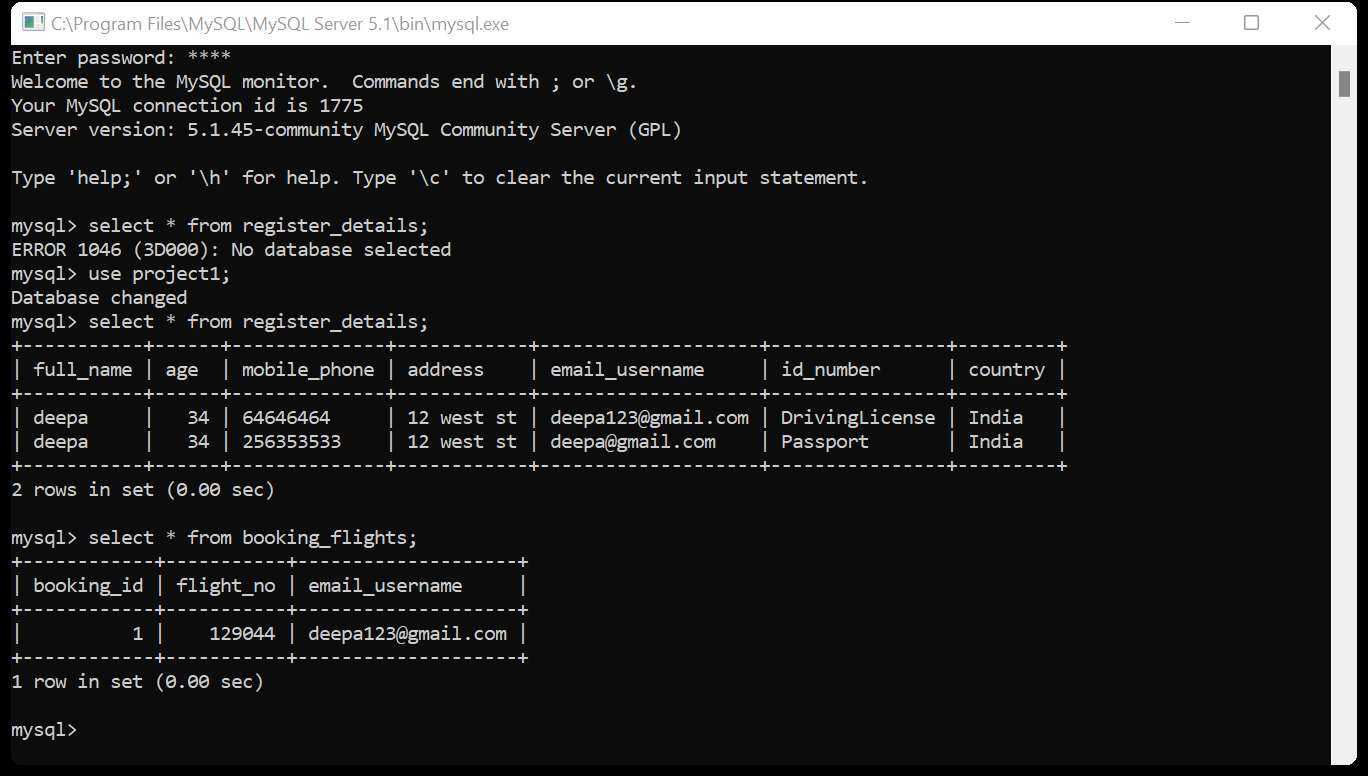 C:\Program Files\MySQL\MySQL Server 5.1\bin\mysql.exe
Enter password: ****
Welcome to the MySQL monitor.  Commands end with ; or \g.
Your MySQL connection id is 1775
Server version: 5.1.45-community MySQL Community Server (GPL)

Type 'help;' or '\h' for help. Type '\c' to clear the current input statement.

mysql> select * from register_details;
ERROR 1046 (3D000): No database selected
mysql> use project1;
Database changed
mysql> select * from register_details;
+-----------+------+--------------+------------+--------------------+----------------+---------+
| full_name | age  | mobile_phone | address    | email_username     | id_number      | country |
+-----------+------+--------------+------------+--------------------+----------------+---------+
| deepa     |   34 | 64646464     | 12 west st | deepa123@gmail.com | DrivingLicense | India   |
| deepa     |   34 | 256353533    | 12 west st | deepa@gmail.com    | Passport       | India   |
+-----------+------+--------------+------------+--------------------+----------------+---------+
2 rows in set (0.00 sec)

mysql> select * from booking_flights;
+------------+-----------+--------------------+
| booking_id | flight_no | email_username     |
+------------+-----------+--------------------+
|          1 |    129044 | deepa123@gmail.com |
+------------+-----------+--------------------+
1 row in set (0.00 sec)

mysql>